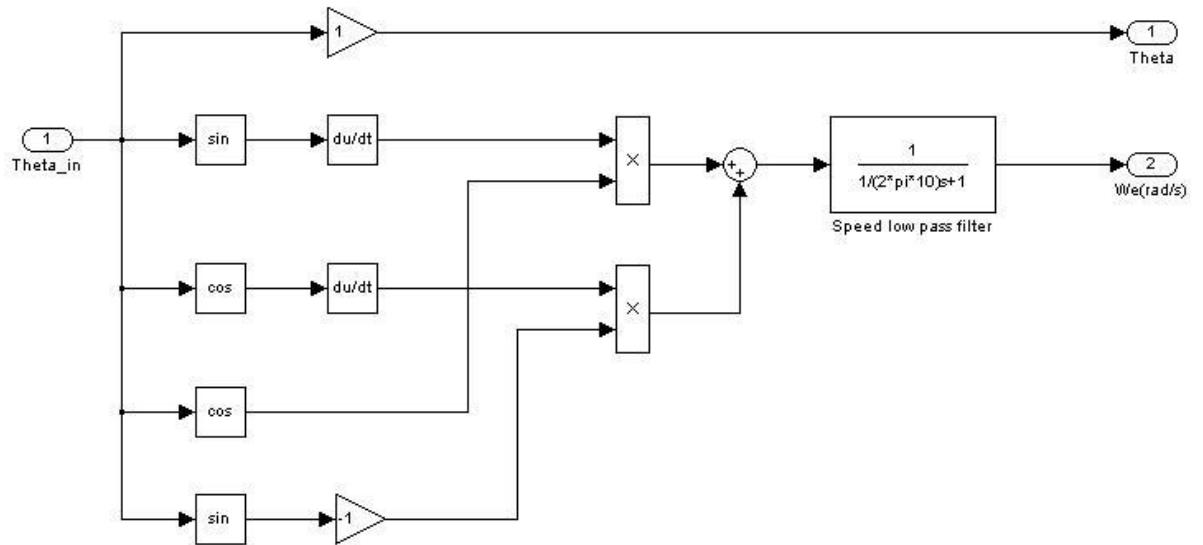 1
1
Theta
1
Theta_in
sin
du/dt
×
+
+
1
1/(2*pi*10)s+1
Speed low pass filter
2
We(rad/s)
cos
du/dt
×
cos
sin
-1